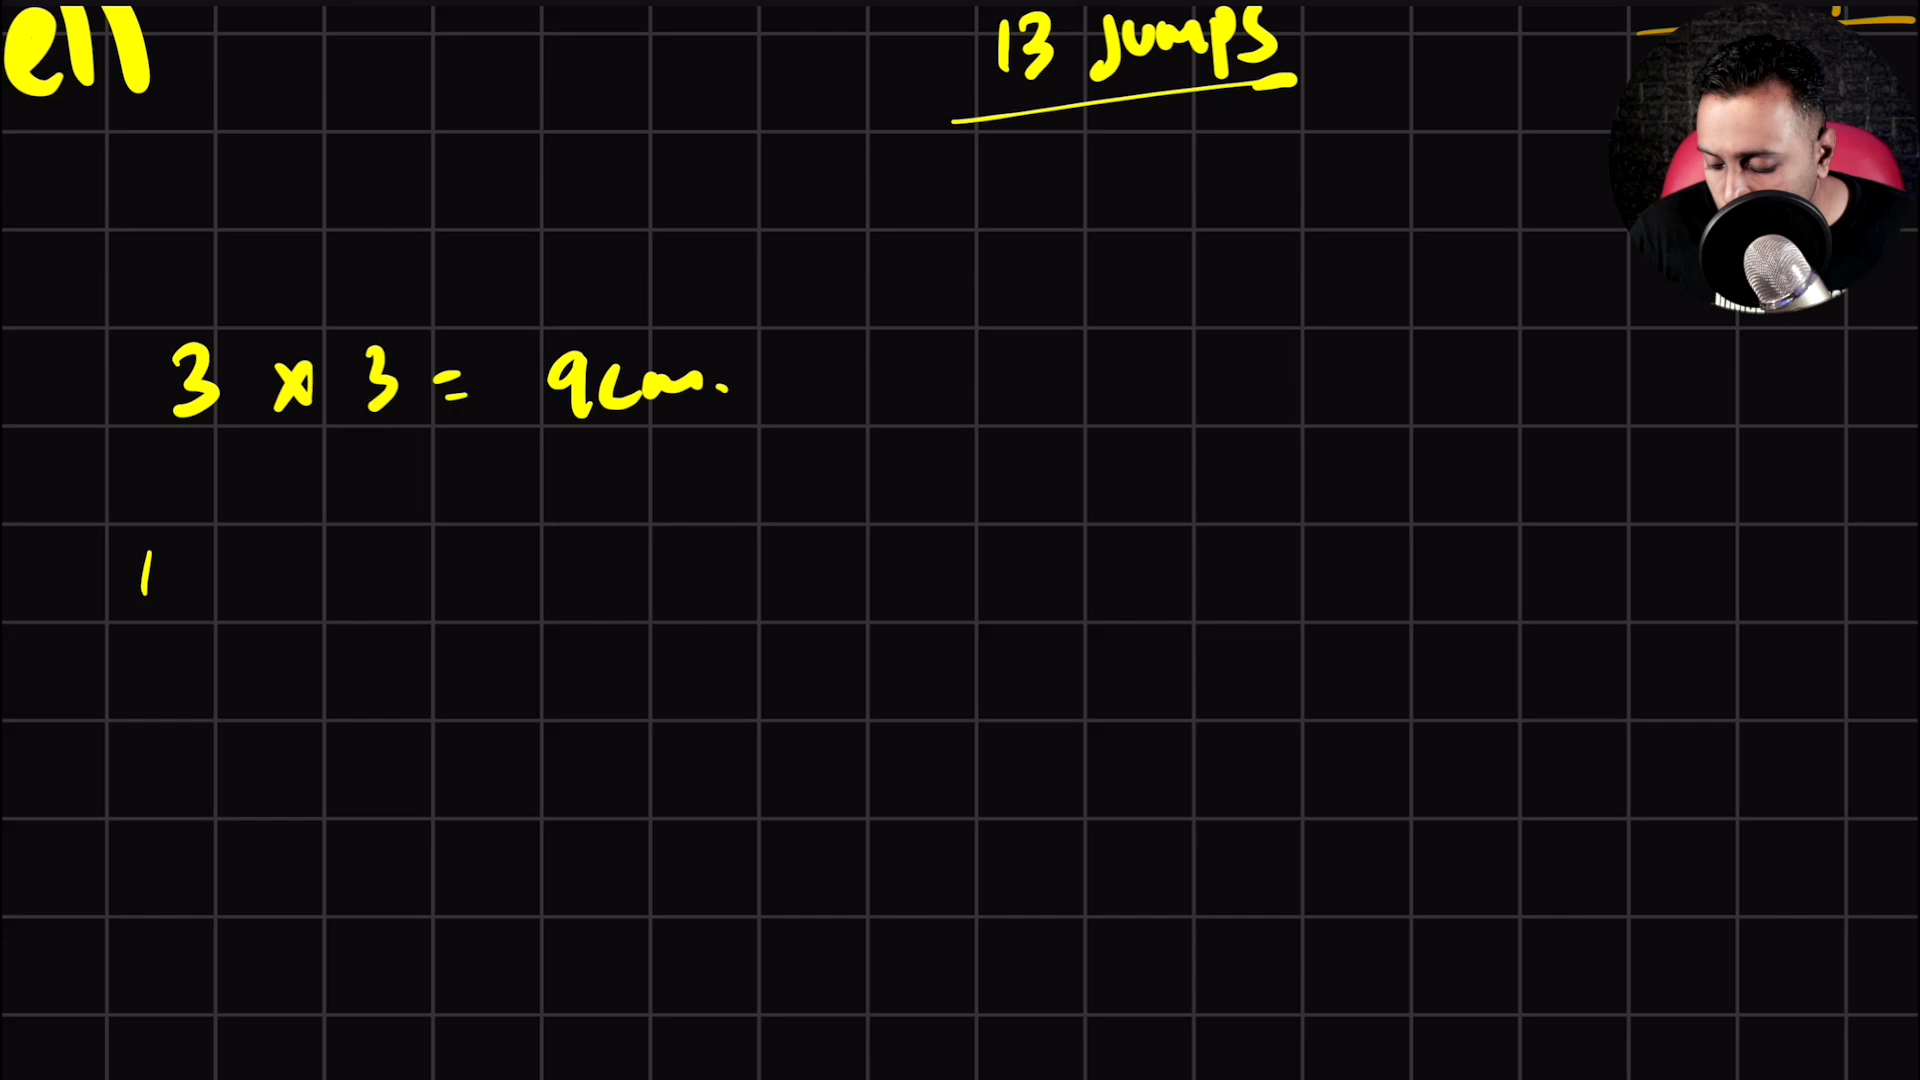 ell
13 jumps
3 x 3 = 9cm.
1